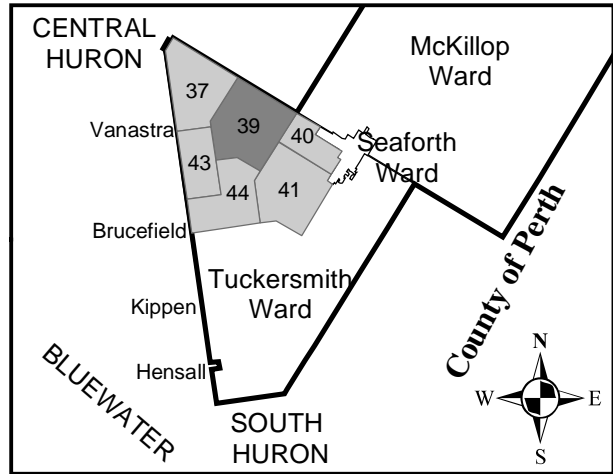 CENTRAL
HURON
McKillop
Ward
37
39
40
Vanastra
Seaforth
Ward
43
44
41
Brucefield
Tuckersmith
Ward
County of Perth
Kippen
Hensall
BLUEWATER
SOUTH
HURON
N
W
E
S